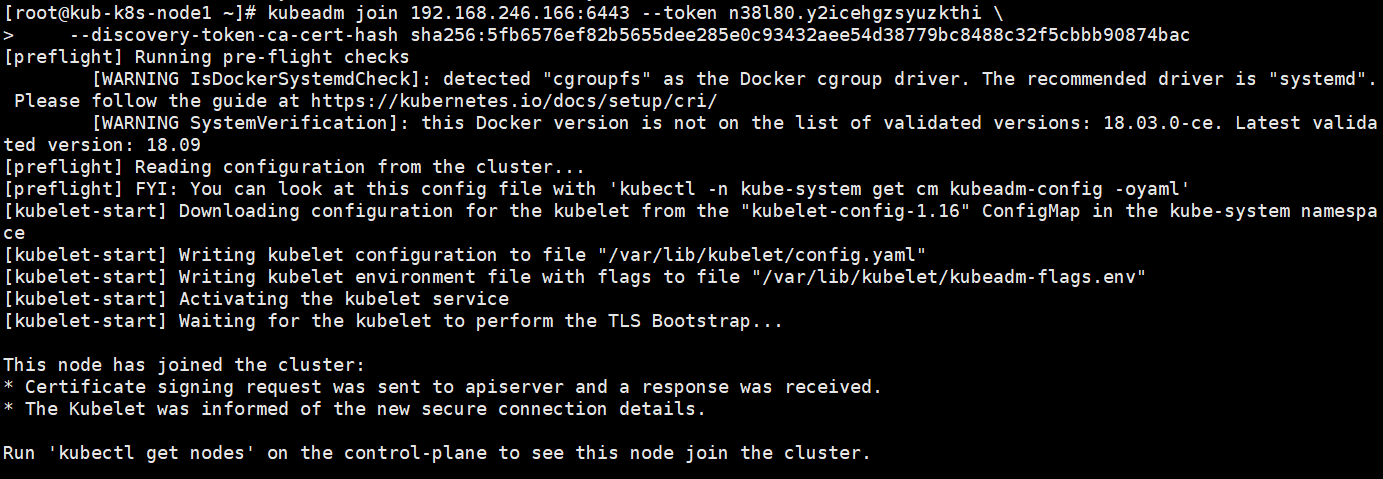 [root@kub-k8s-node1 ~]# kubeadm join 192.168.246.166:6443 --token n38l80.y2icehgzsyuzkthi \
>     --discovery-token-ca-cert-hash sha256:5fb6576ef82b5655dee285e0c93432aee54d38779bc8488c32f5cbbb90874bac
[preflight] Running pre-flight checks
        [WARNING IsDockerSystemdCheck]: detected "cgroupfs" as the Docker cgroup driver. The recommended driver is "systemd".
 Please follow the guide at https://kubernetes.io/docs/setup/cri/
        [WARNING SystemVerification]: this Docker version is not on the list of validated versions: 18.03.0-ce. Latest valida
ted version: 18.09
[preflight] Reading configuration from the cluster...
[preflight] FYI: You can look at this config file with 'kubectl -n kube-system get cm kubeadm-config -oyaml'
[kubelet-start] Downloading configuration for the kubelet from the "kubelet-config-1.16" ConfigMap in the kube-system namespa
ce
[kubelet-start] Writing kubelet configuration to file "/var/lib/kubelet/config.yaml"
[kubelet-start] Writing kubelet environment file with flags to file "/var/lib/kubelet/kubeadm-flags.env"
[kubelet-start] Activating the kubelet service
[kubelet-start] Waiting for the kubelet to perform the TLS Bootstrap...

This node has joined the cluster:
* Certificate signing request was sent to apiserver and a response was received.
* The Kubelet was informed of the new secure connection details.

Run 'kubectl get nodes' on the control-plane to see this node join the cluster.